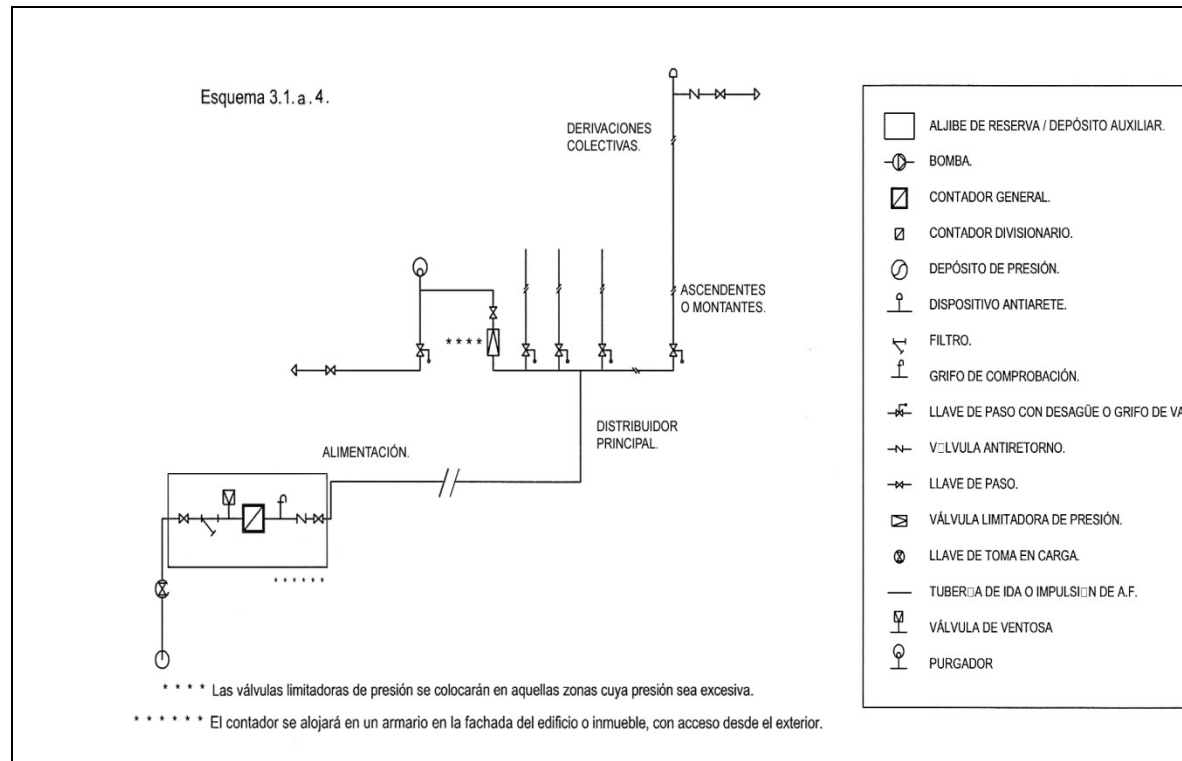 Esquema 3.1.a.4.
DERIVACIONES
COLECTIVAS.
ASCENDENTES
O MONTANTES.
* * * *
DISTRIBUIDOR
PRINCIPAL.
ALIMENTACIÓN.
* * * * * *
* * * * Las válvulas limitadoras de presión se colocarán en aquellas zonas cuya presión sea excesiva.
* * * * * * El contador se alojará en un armario en la fachada del edificio o inmueble, con acceso desde el exterior.
ALJIBE DE RESERVA / DEPÓSITO AUXILIAR.
BOMBA.
CONTADOR GENERAL.
CONTADOR DIVISIONARIO.
DEPÓSITO DE PRESIÓN.
DISPOSITIVO ANTIARETE.
FILTRO.
GRIFO DE COMPROBACIÓN.
LLAVE DE PASO CON DESAGÜE O GRIFO DE VA
V□LVULA ANTIRETORNO.
LLAVE DE PASO.
VÁLVULA LIMITADORA DE PRESIÓN.
LLAVE DE TOMA EN CARGA.
TUBER□A DE IDA O IMPULSI□N DE A.F.
VÁLVULA DE VENTOSA
PURGADOR